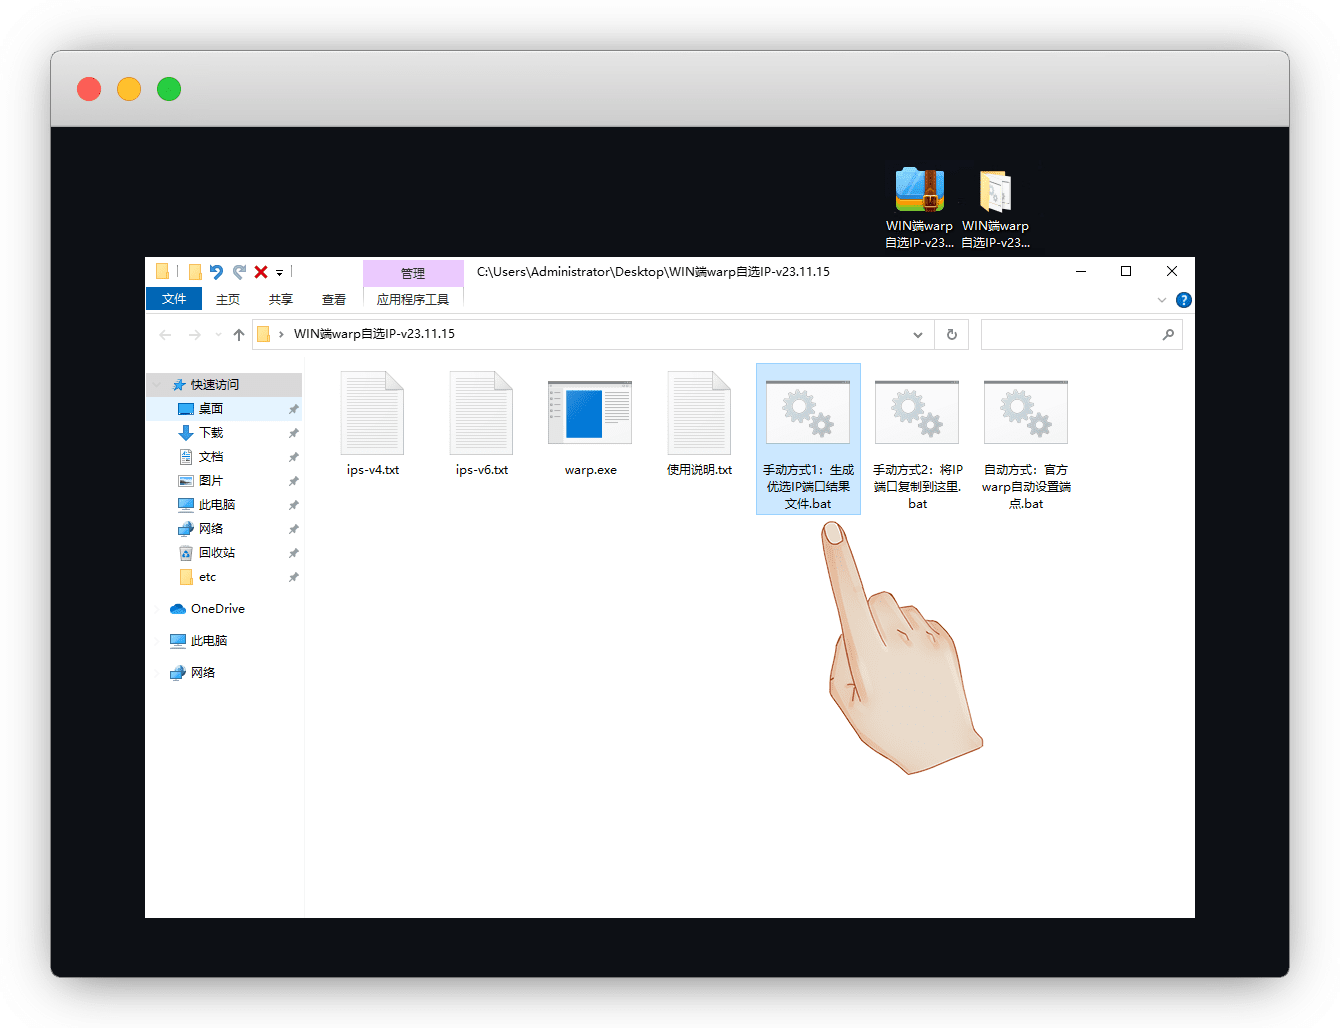 WIN端warp
自选IP-v23...
WIN端warp
自选IP-v23...
管理
C:\Users\Administrator\Desktop\WIN端warp自选IP-v23.11.15
文件
主页
共享
查看
应用程序工具
?
WIN端warp自选IP-v23.11.15
快速访问
桌面
下载
文档
图片
此电脑
网络
回收站
etc
OneDrive
此电脑
网络
ips-v4.txt
ips-v6.txt
warp.exe
使用说明.txt
手动方式1：生成
优选IP端口结果
文件.bat
手动方式2：将IP
端口复制到这里.
bat
自动方式：官方
warp自动设置端
点.bat